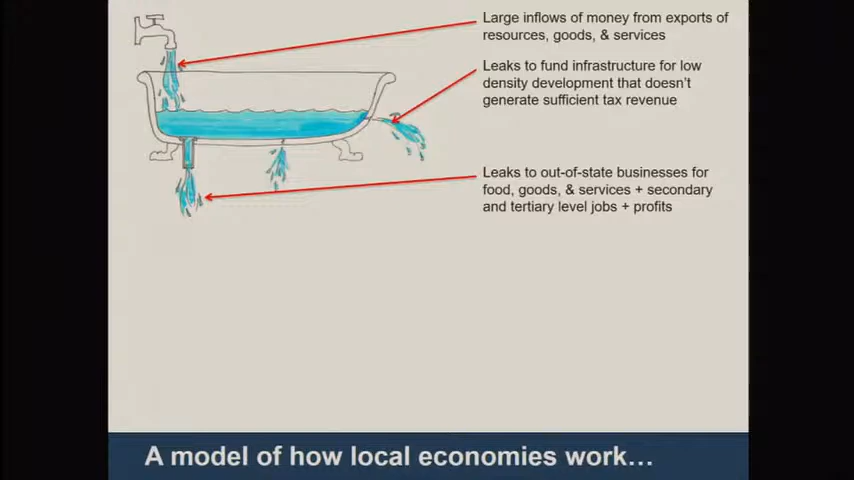 Large inflows of money from exports of
resources, goods, & services
Leaks to fund infrastructure for low
density development that doesn't
generate sufficient tax revenue
Leaks to out-of-state businesses for
food, goods, & services + secondary
and tertiary level jobs + profits
A model of how local economies work…